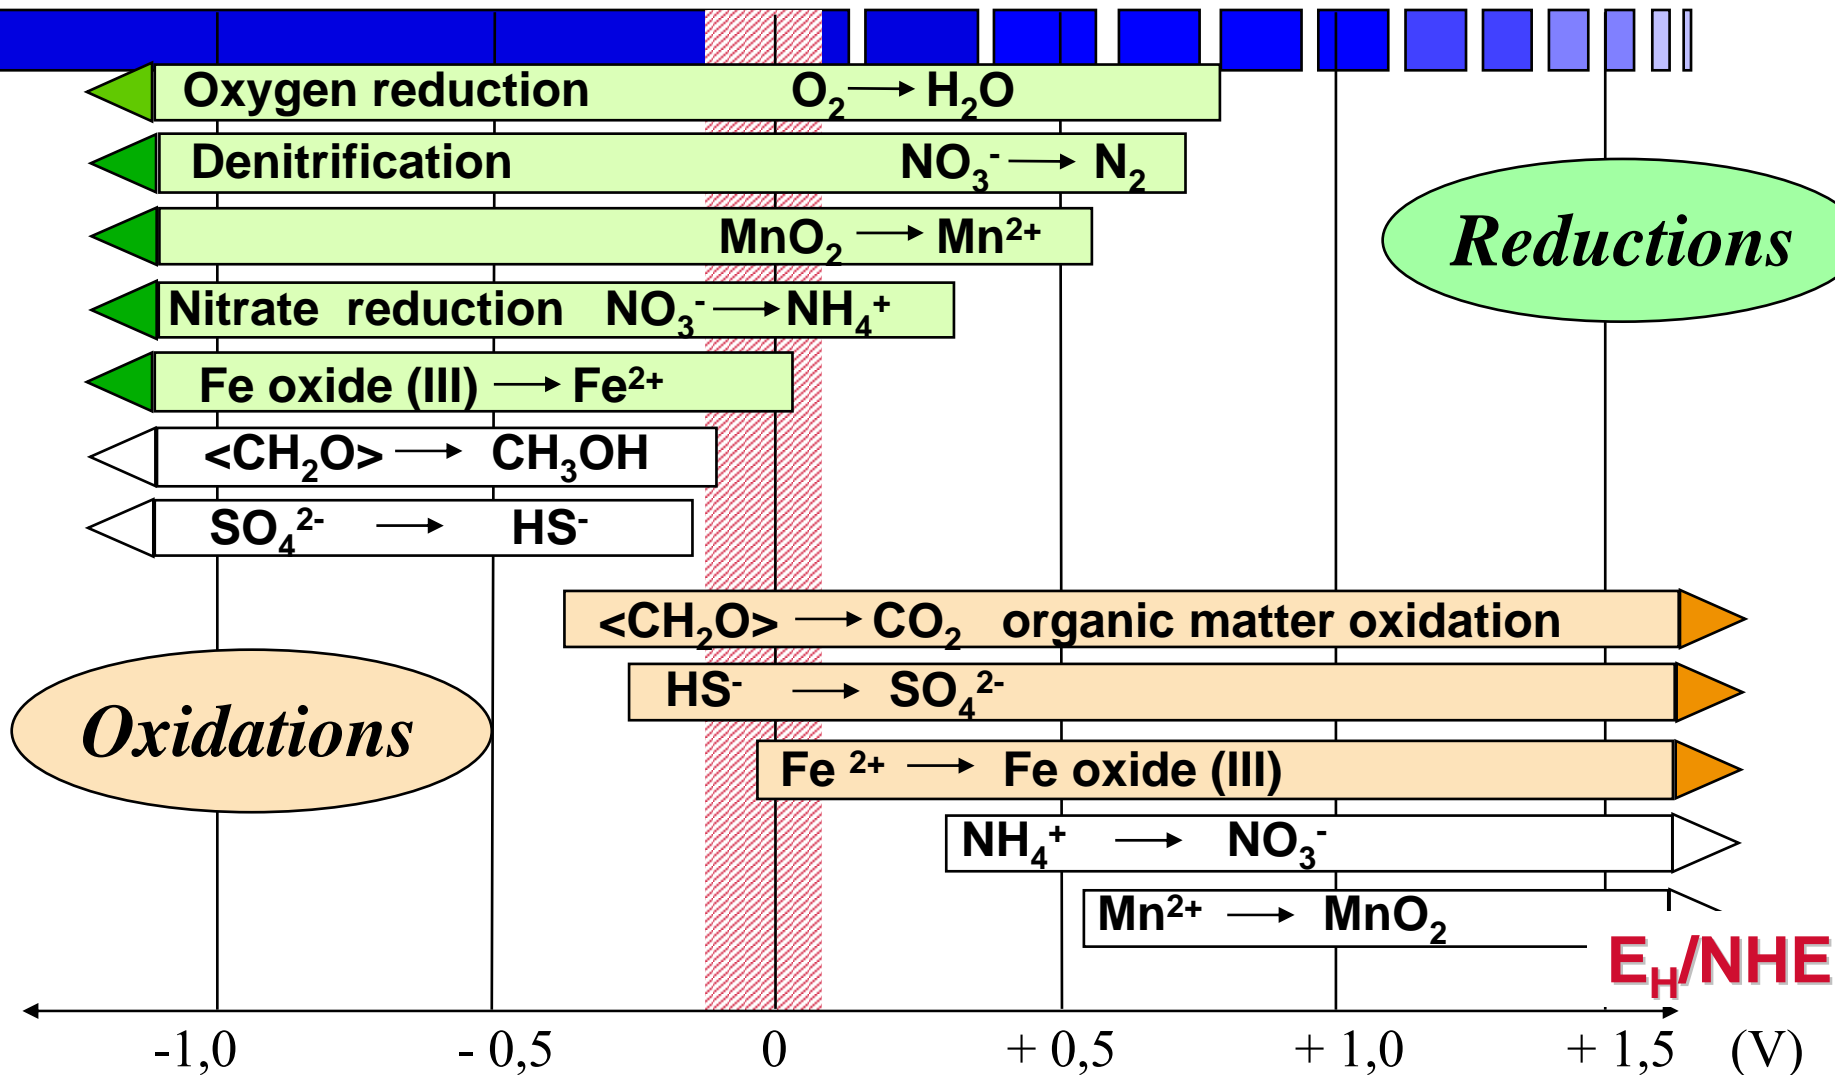 Oxygen reduction O₂ → H₂O
Denitrification NO₃⁻ → N₂
MnO₂ → Mn²⁺
Reductions
Nitrate reduction NO₃⁻ → NH₄⁺
Fe oxide (III) → Fe²⁺
<CH₂O> → CH₃OH
SO₄²⁻ → HS⁻
<CH₂O> → CO₂ organic matter oxidation
HS⁻ → SO₄²⁻
Oxidations
Fe ²⁺ → Fe oxide (III)
NH₄⁺ → NO₃⁻
Mn²⁺ → MnO₂
E_H/NHE
-1,0 - 0,5 0 + 0,5 + 1,0 + 1,5 (V)